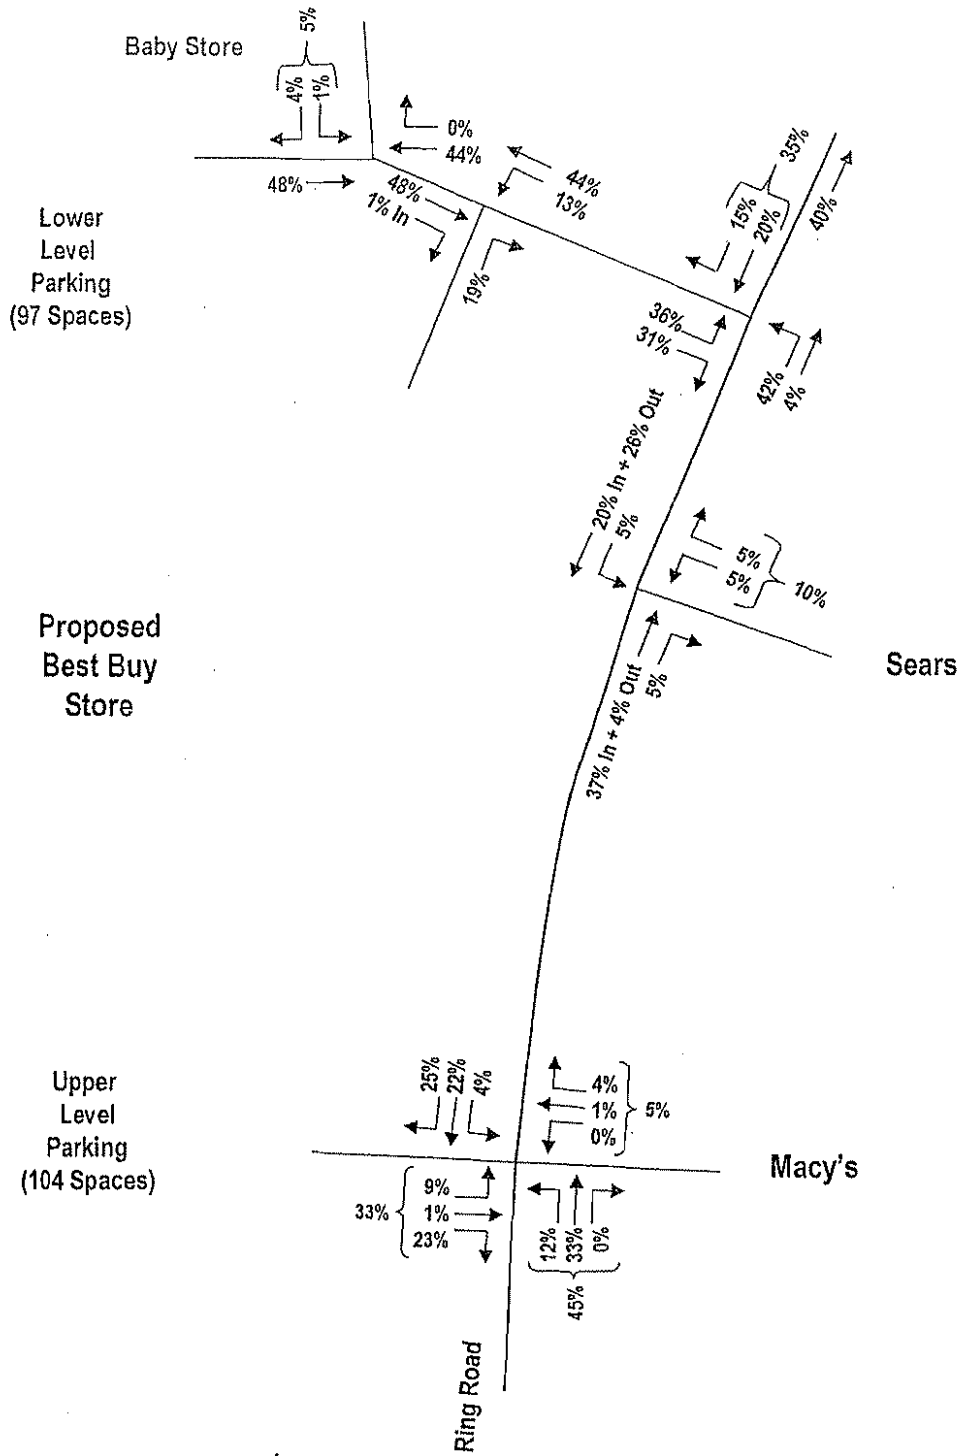 5%
Baby Store
4%
1%
0%
44%
48%
48%
1% In
44%
13%
35%
15%
20%
40%
Lower
Level
Parking
(97 Spaces)
19%
36%
31%
42%
4%
20% In + 26% Out
5%
5%
5%
10%
Proposed
Best Buy
Store
Sears
37% In + 4% Out
5%
Upper
Level
Parking
(104 Spaces)
25%
22%
4%
4%
1%
0%
5%
Macy's
33%
9%
1%
23%
12%
33%
0%
45%
Ring Road